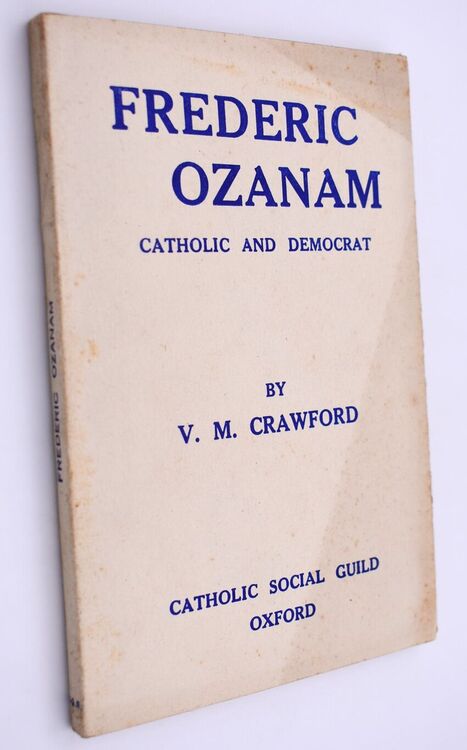 FREDERIC
OZANAM
CATHOLIC AND DEMOCRAT
BY
V. M. CRAWFORD
CATHOLIC SOCIAL GUILD
OXFORD
FREDERIC OZANAM